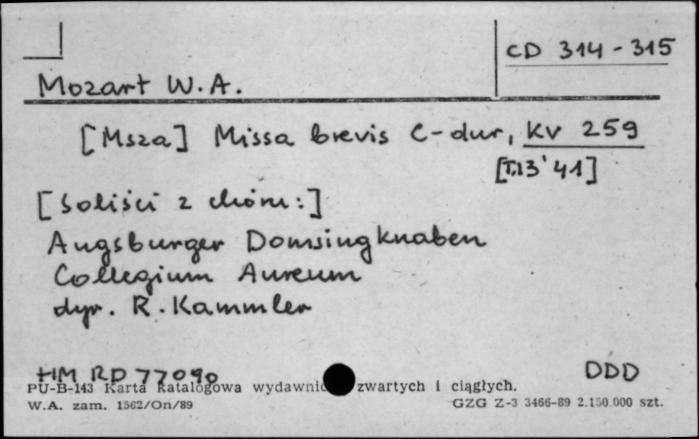 CD 314-315
Mozart W.A.
[Msza] Missa brevis C-dur, KV 259
[T.13'41]
[Soliści z chóru:]
Augsburger Domsingknaben
Collegium Aureum
dyr. R. Kammler
HM RD 77090 DDD
PU-B-143 Karta katalogowa zwartych i ciągłych.
W.A. zam. 1562/On/89 GZG Z-3 3466-89 2.150.000 szt.